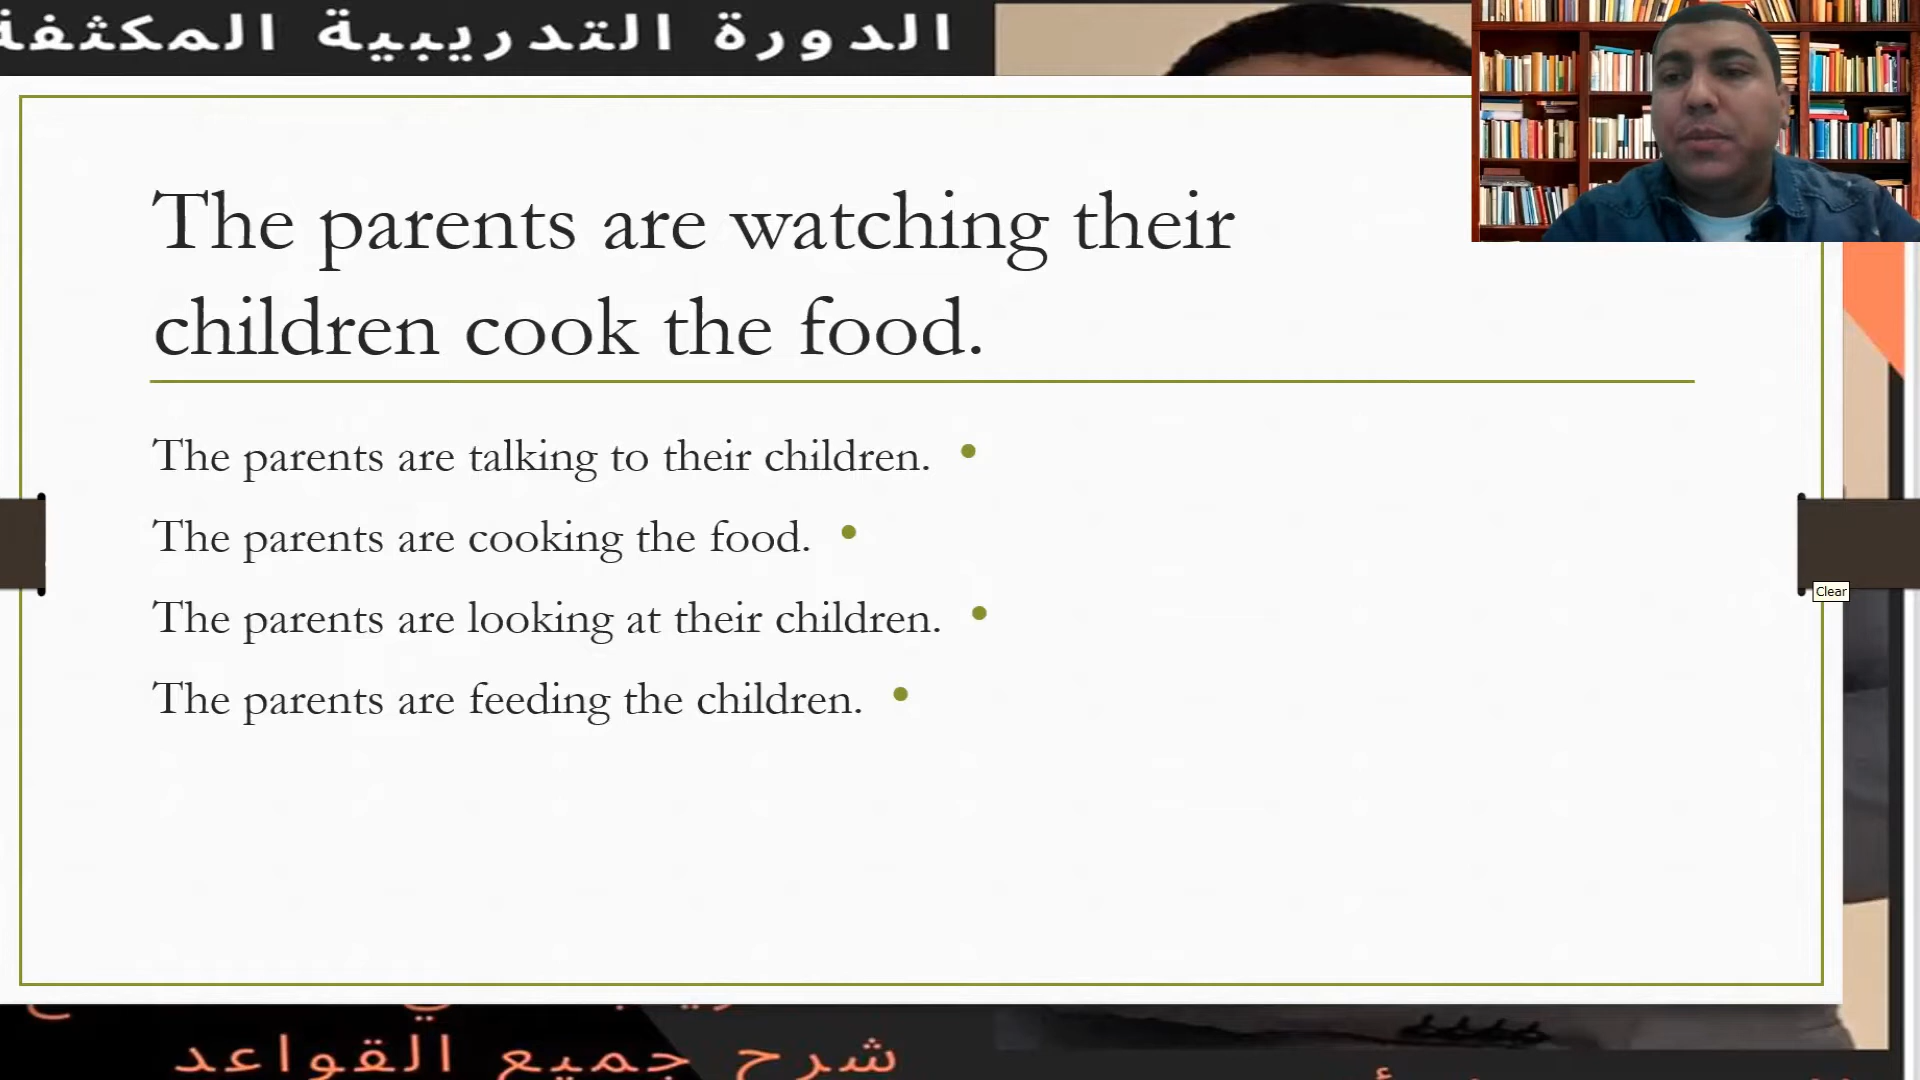 الدورة التدريبية المكثفة
The parents are watching their
children cook the food.
The parents are talking to their children.
The parents are cooking the food.
The parents are looking at their children.
The parents are feeding the children.
Clear
شرح جميع القواعد